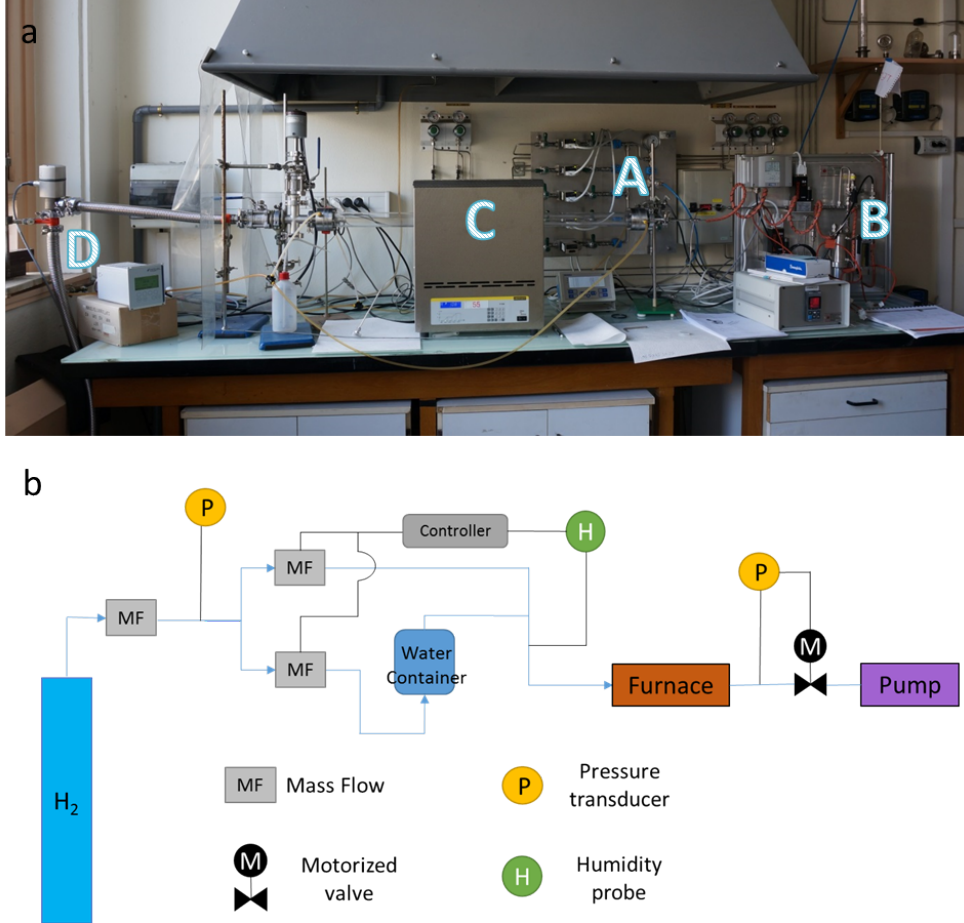 a
A
B
C
D
b
P
Controller
H
MF
P
MF
M
Water
Container
MF
Furnace
Pump
H2
MF
Mass Flow
P
Pressure
transducer
M
Motorized
valve
H
Humidity
probe